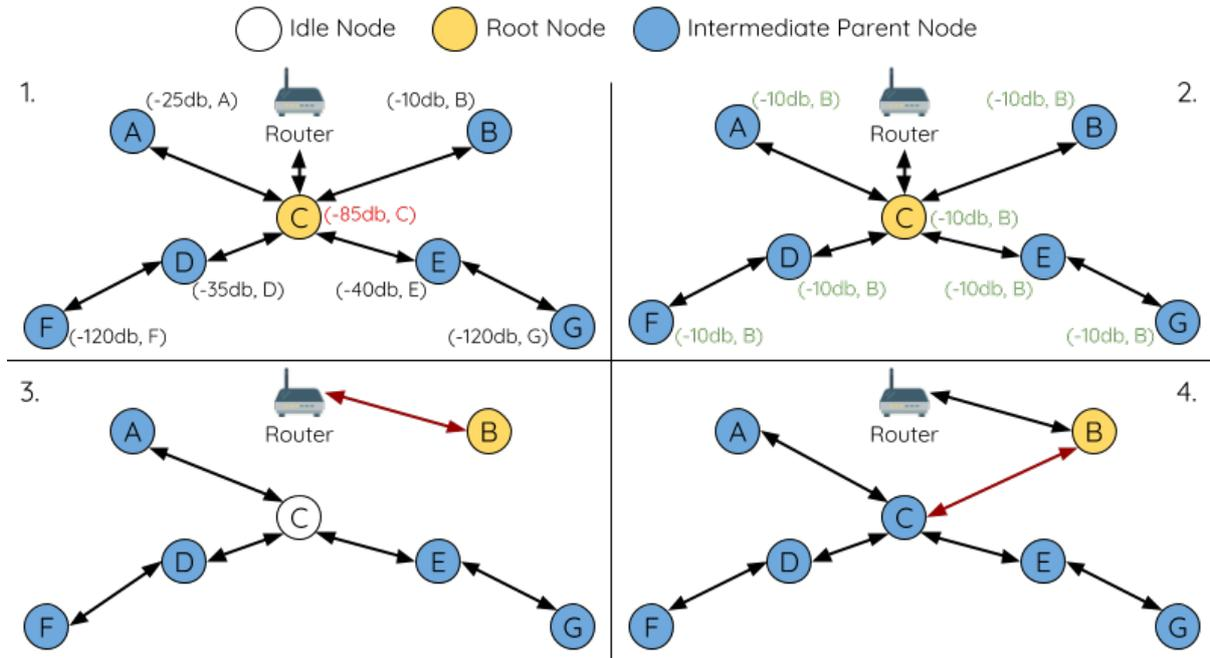 Idle Node
Root Node
Intermediate Parent Node
1.
(-25db, A)
(-10db, B)
A
Router
B
C
(-85db, C)
D
E
(-35db, D)
(-40db, E)
F
(-120db, F)
(-120db, G)
G
2.
(-10db, B)
(-10db, B)
A
Router
B
C
(-10db, B)
D
E
(-10db, B)
(-10db, B)
F
(-10db, B)
(-10db, B)
G
3.
A
Router
B
C
D
E
F
G
4.
A
Router
B
C
D
E
F
G